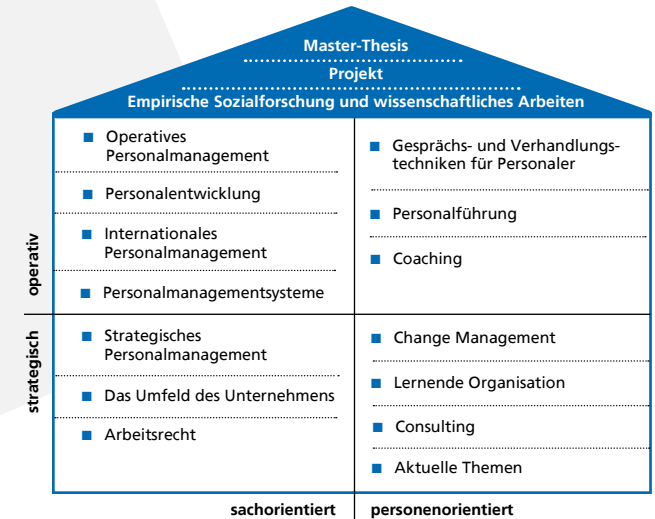 Master-Thesis
Projekt
Empirische Sozialforschung und wissenschaftliches Arbeiten
operativ
Operatives
Personalmanagement
Personalentwicklung
Internationales
Personalmanagement
Personalmanagementsysteme
Gesprächs- und Verhandlungs-
techniken für Personaler
Personalführung
Coaching
strategisch
Strategisches
Personalmanagement
Das Umfeld des Unternehmens
Arbeitsrecht
Change Management
Lernende Organisation
Consulting
Aktuelle Themen
sachorientiert
personenorientiert